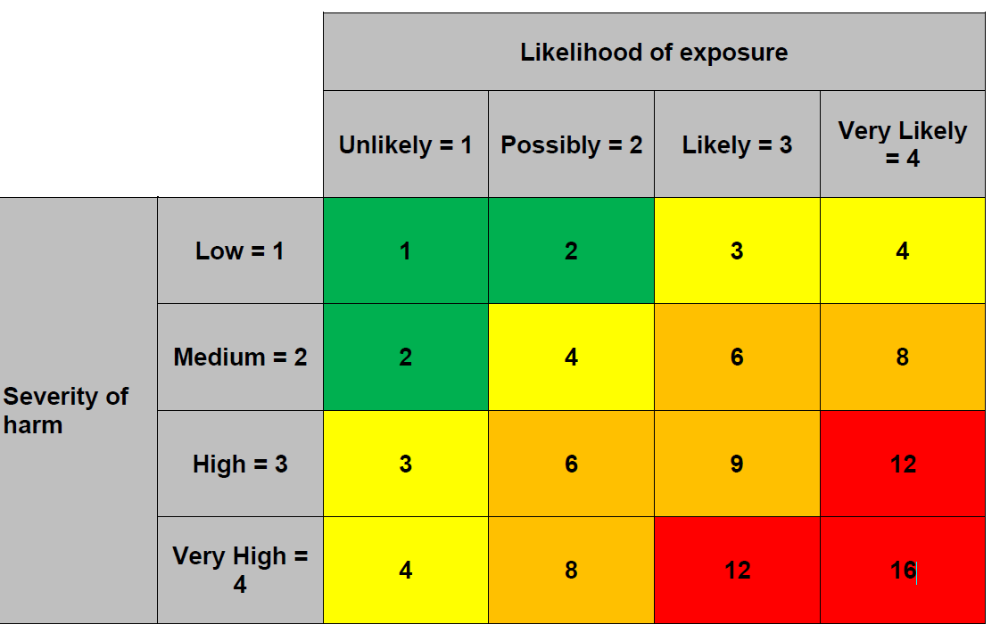 Likelihood of exposure
Unlikely = 1 Possibly = 2 Likely = 3 Very Likely
= 4
Low = 1 1 2 3 4
Medium = 2 2 4 6 8
Severity of
harm
High = 3 3 6 9 12
Very High =
4 4 8 12 16